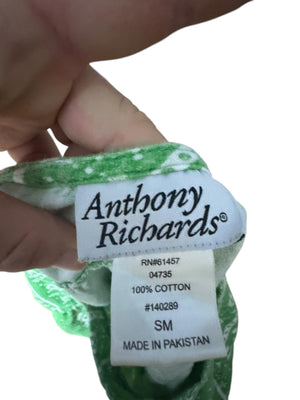 Anthony
Richards®
RN#61457
04735
100% COTTON
#140289
SM
MADE IN PAKISTAN